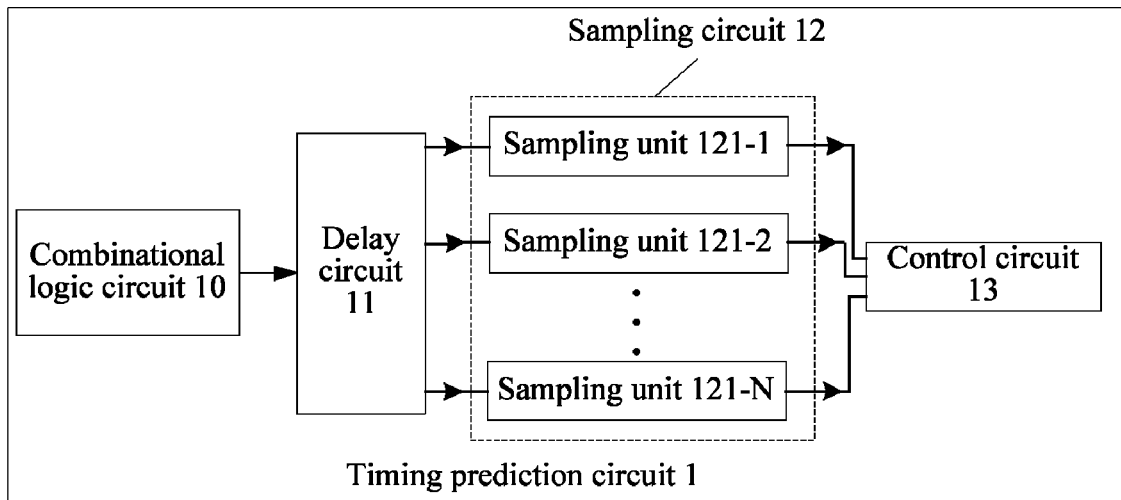 Sampling circuit 12
Sampling unit 121-1
Combinational
logic circuit 10
Delay
circuit
11
Sampling unit 121-2
Control circuit
13
Sampling unit 121-N
Timing prediction circuit 1